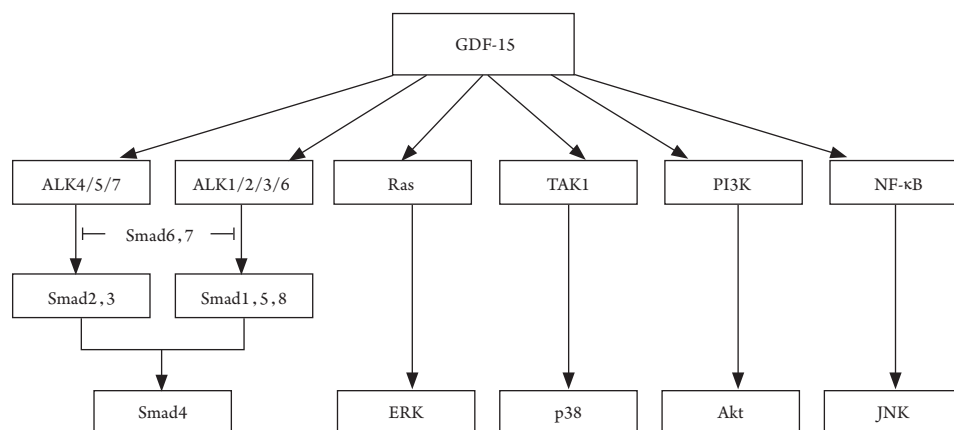 GDF-15
ALK4/5/7
ALK1/2/3/6
Ras
TAK1
PI3K
NF-κB
Smad6,7
Smad2,3
Smad1,5,8
Smad4
ERK
p38
Akt
JNK